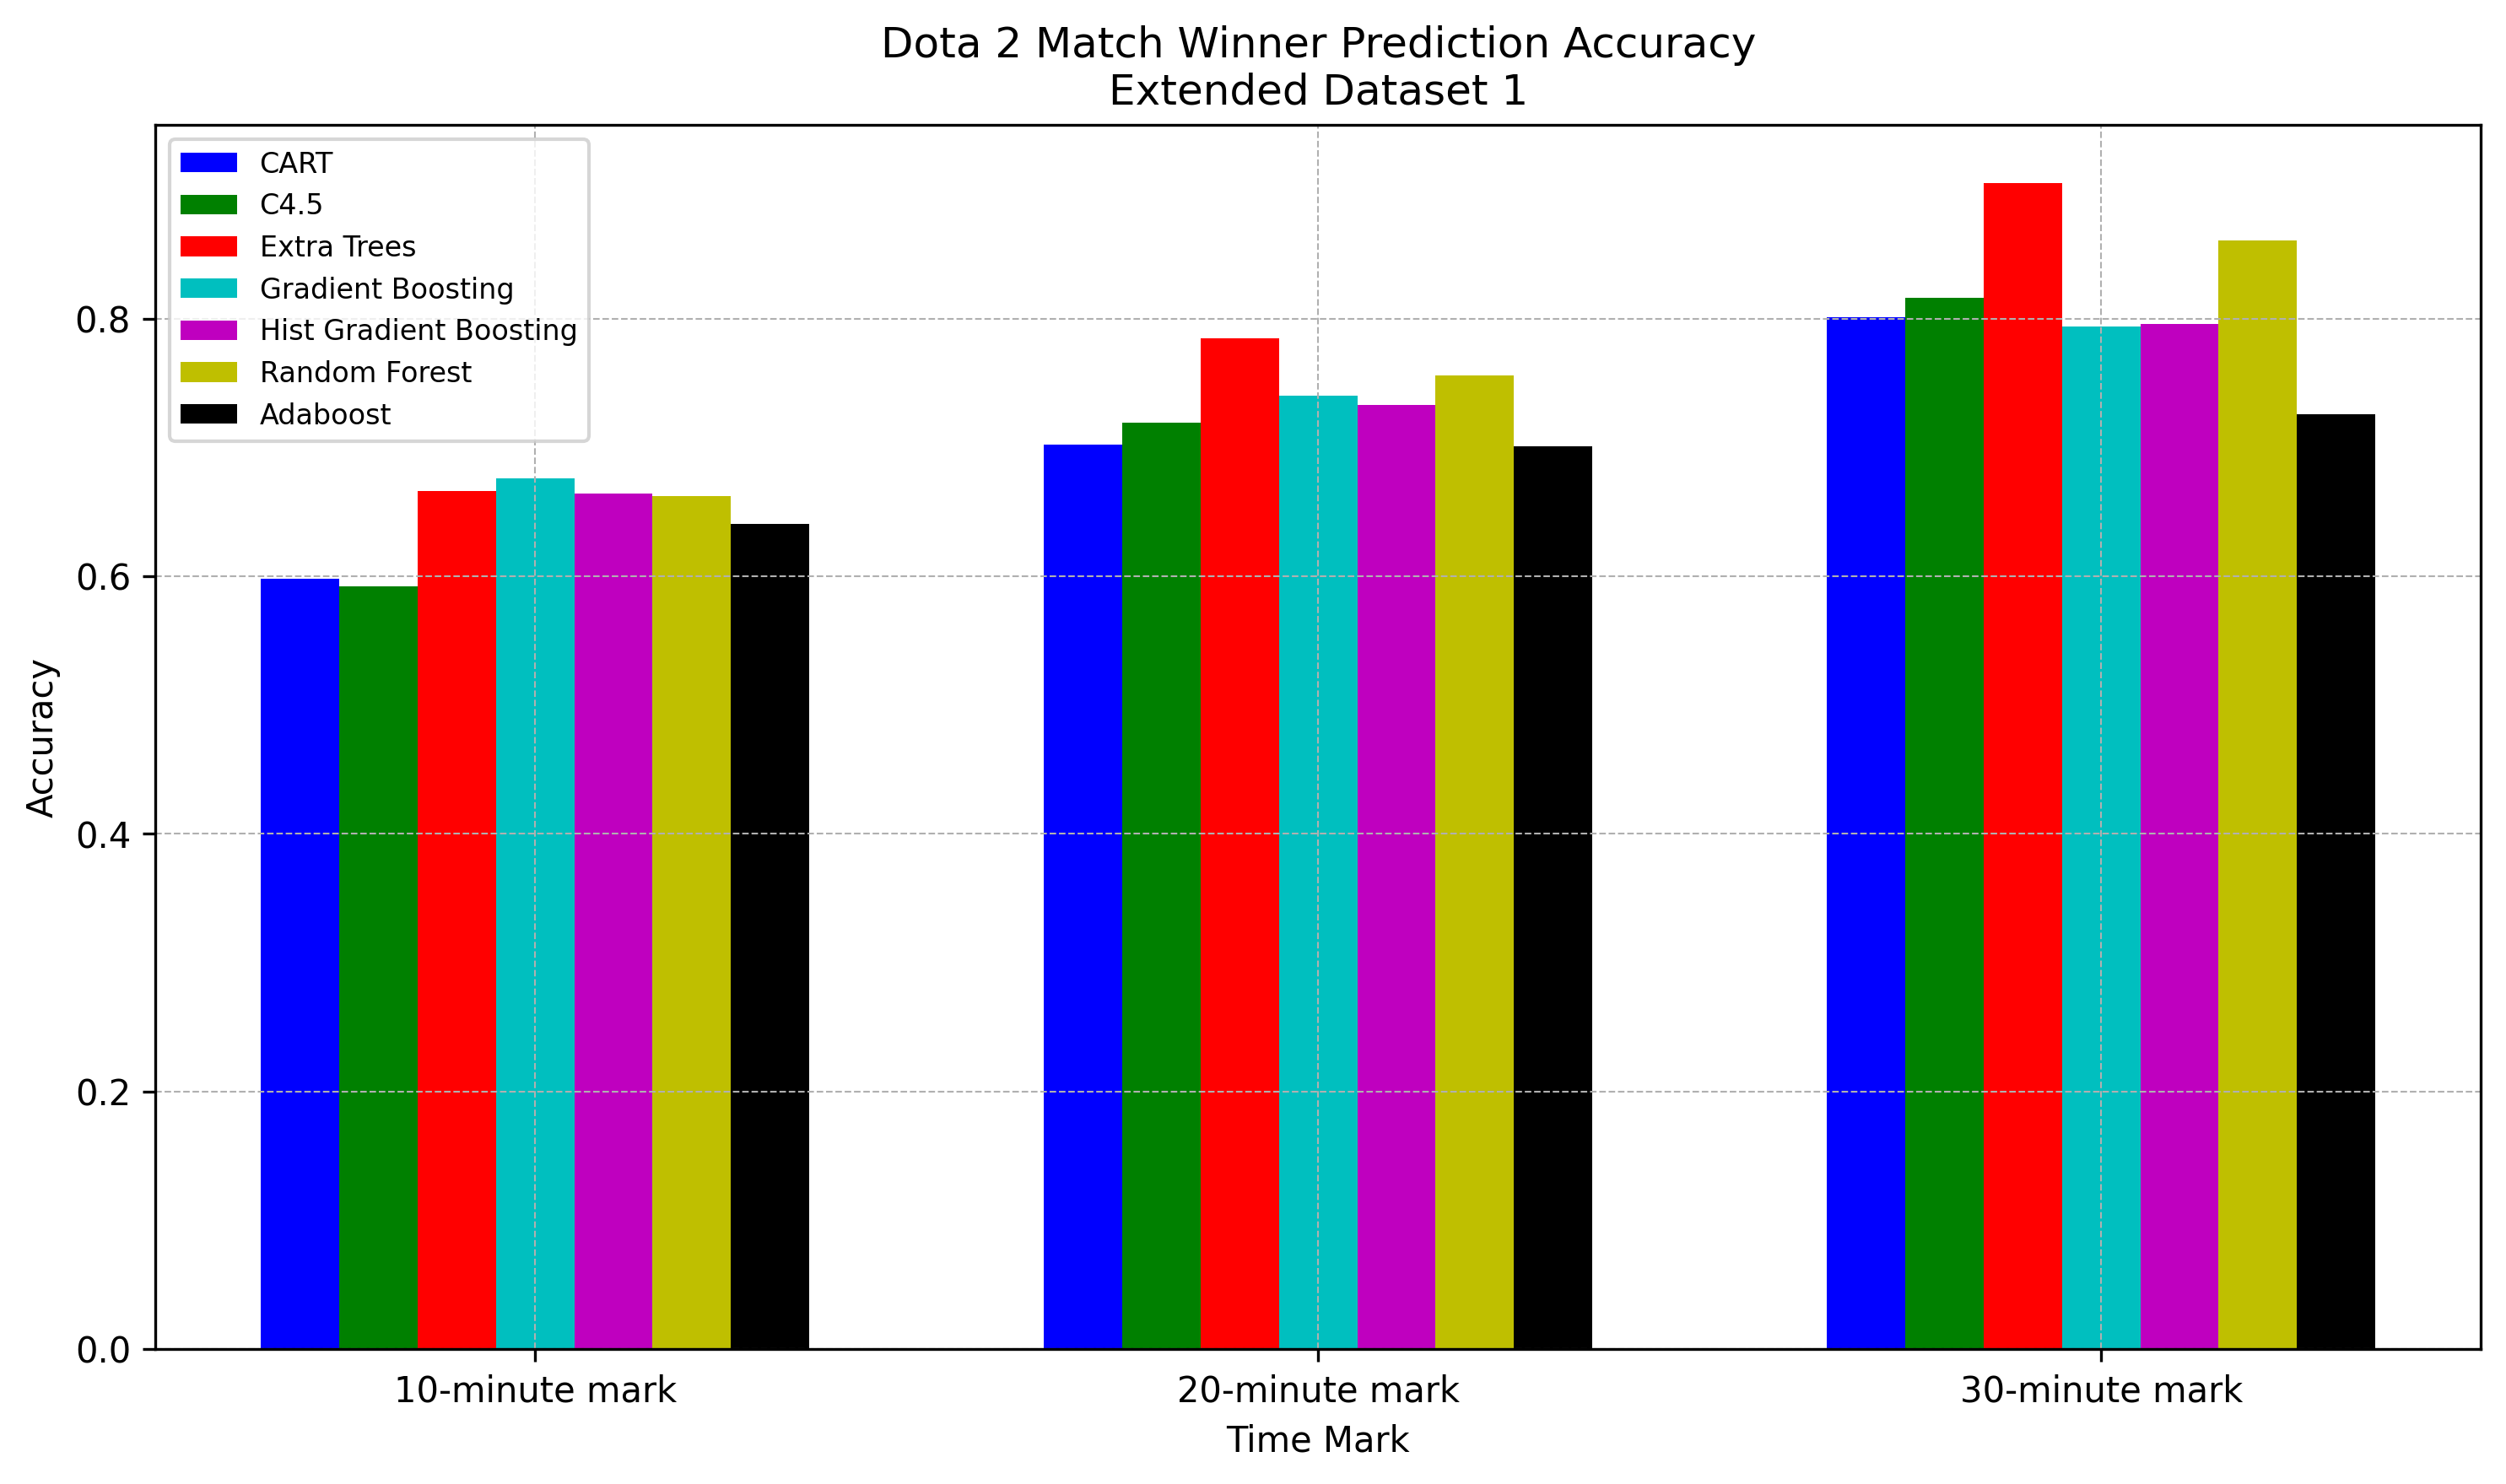 Dota 2 Match Winner Prediction Accuracy
Extended Dataset 1
CART
C4.5
Extra Trees
Gradient Boosting
Hist Gradient Boosting
Random Forest
Adaboost
0.8
0.6
0.4
0.2
0.0
Accuracy
10-minute mark
20-minute mark
30-minute mark
Time Mark